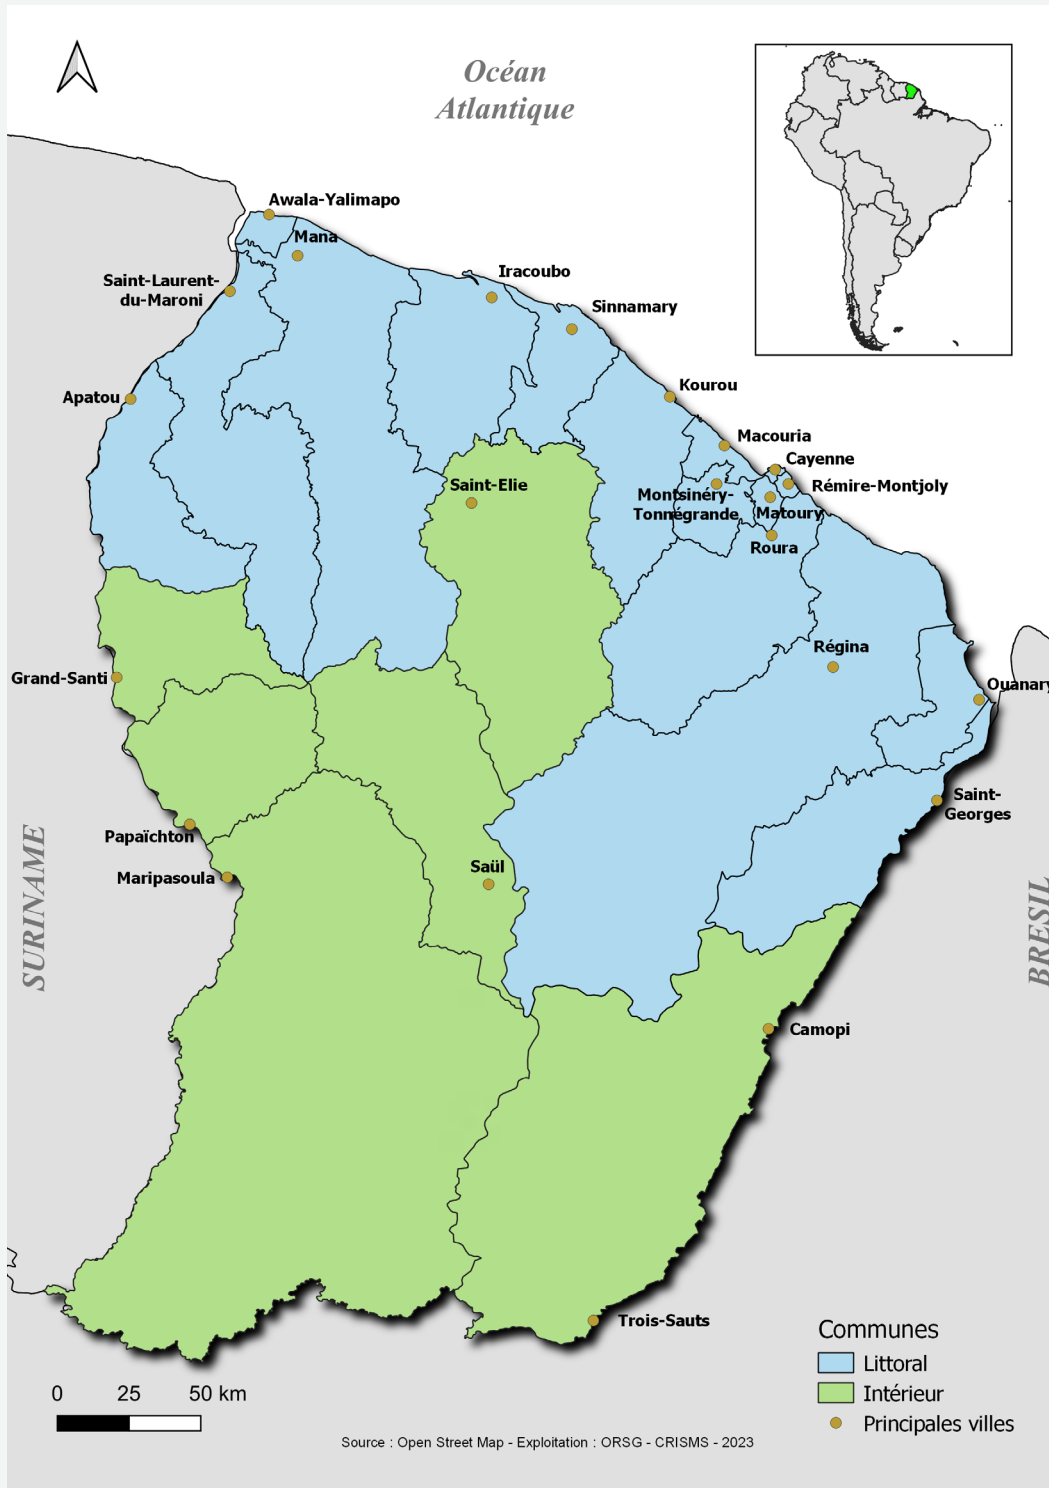 Océan
Atlantique
Awala-Yalimapo
Mana
Iracoubo
Saint-Laurent-
du-Maroni
Sinnamary
Kourou
Apatou
Macouria
Cayenne
Saint-Elie
Rémire-Montjoly
Montsinéry-
Tonnégrande
Matoury
Roura
Régina
Grand-Santi
Ouanary
Saint-
Georges
Papaïchton
Maripasoula
Saül
SURINAME
BRESIL
Camopi
Trois-Sauts
Communes
Littoral
Intérieur
Principales villes
0 25 50 km
Source : Open Street Map - Exploitation : ORSG - CRISMS - 2023